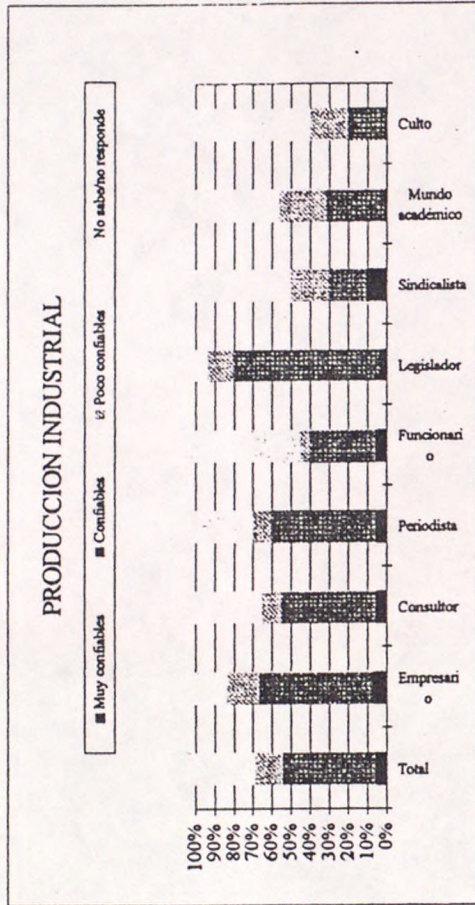 PRODUCCION INDUSTRIAL
Muy confiables Confiables Poco confiables No sabe/no responde
100%
90%
80%
70%
60%
50%
40%
30%
20%
10%
0%
Total
Empresari
o
Consultor
Periodista
Funcionari
o
Legislador
Sindicalista
Mundo
académico
Culto